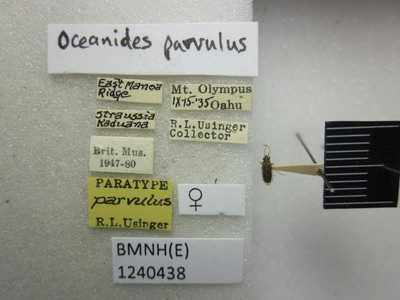 Oceanides parvulus
East Manoa
Ridge
Mt. Olympus
IX-15-'35 Oahu
Straussia
Kaduana
R.L.Usinger
Collector
Brit. Mus.
1947-80
PARATYPE
parvulus
R.L.Usinger
♀
BMNH(E)
1240438